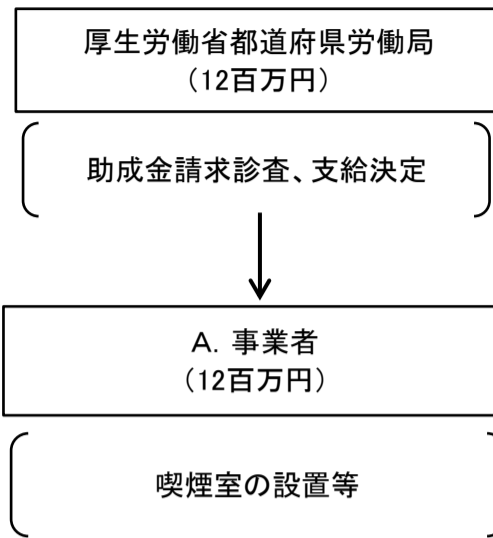 厚生労働省都道府県労働局
（12百万円）
助成金請求診査、支給決定
A. 事業者
（12百万円）
喫煙室の設置等